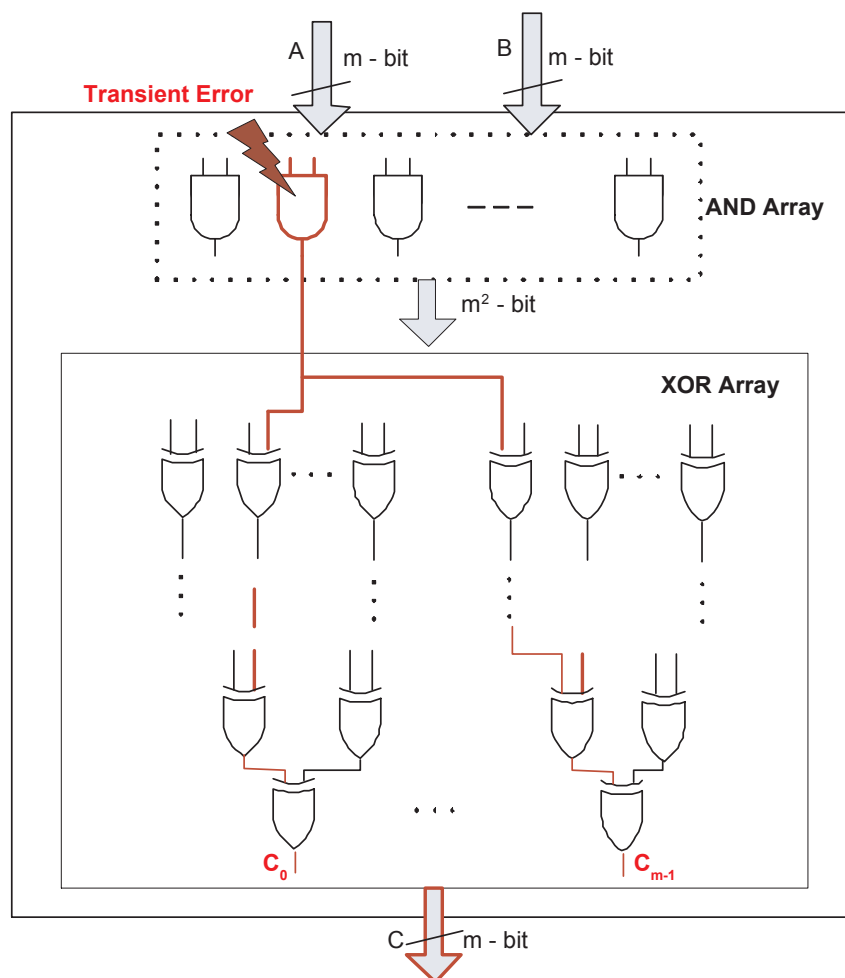 A
m - bit
B
m - bit
Transient Error
AND Array
m² - bit
XOR Array
C₀
Cₘ₋₁
C
m - bit